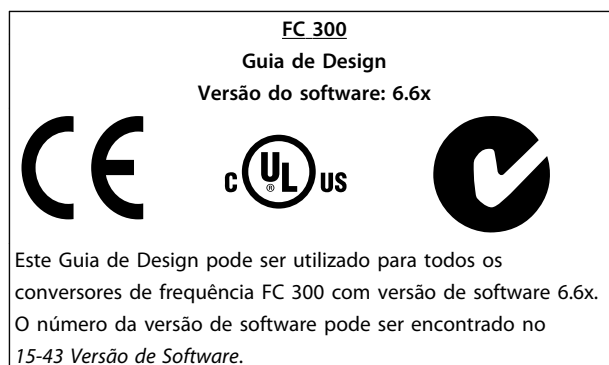 FC 300
Guia de Design
Versão do software: 6.6x
CE
C UL ® US
Este Guia de Design pode ser utilizado para todos os
conversores de frequência FC 300 com versão de software 6.6x.
O número da versão de software pode ser encontrado no
15-43 Versão de Software.